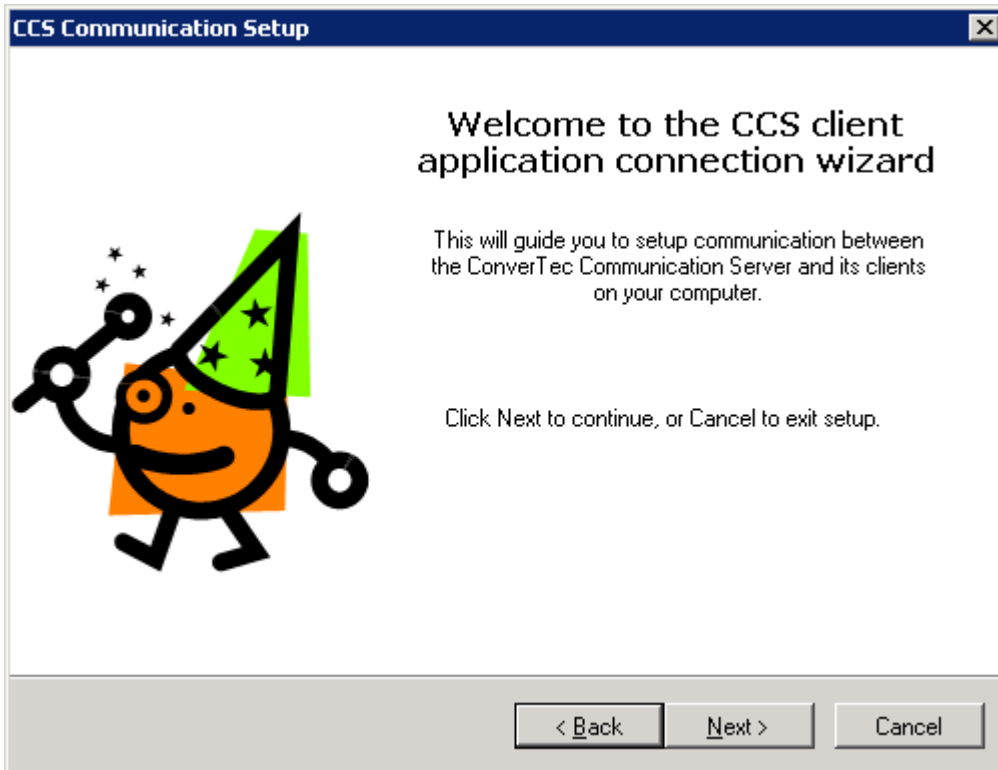 CCS Communication Setup
Welcome to the CCS client
application connection wizard
This will guide you to setup communication between
the ConverTec Communication Server and its clients
on your computer.
Click Next to continue, or Cancel to exit setup.
< Back
Next >
Cancel